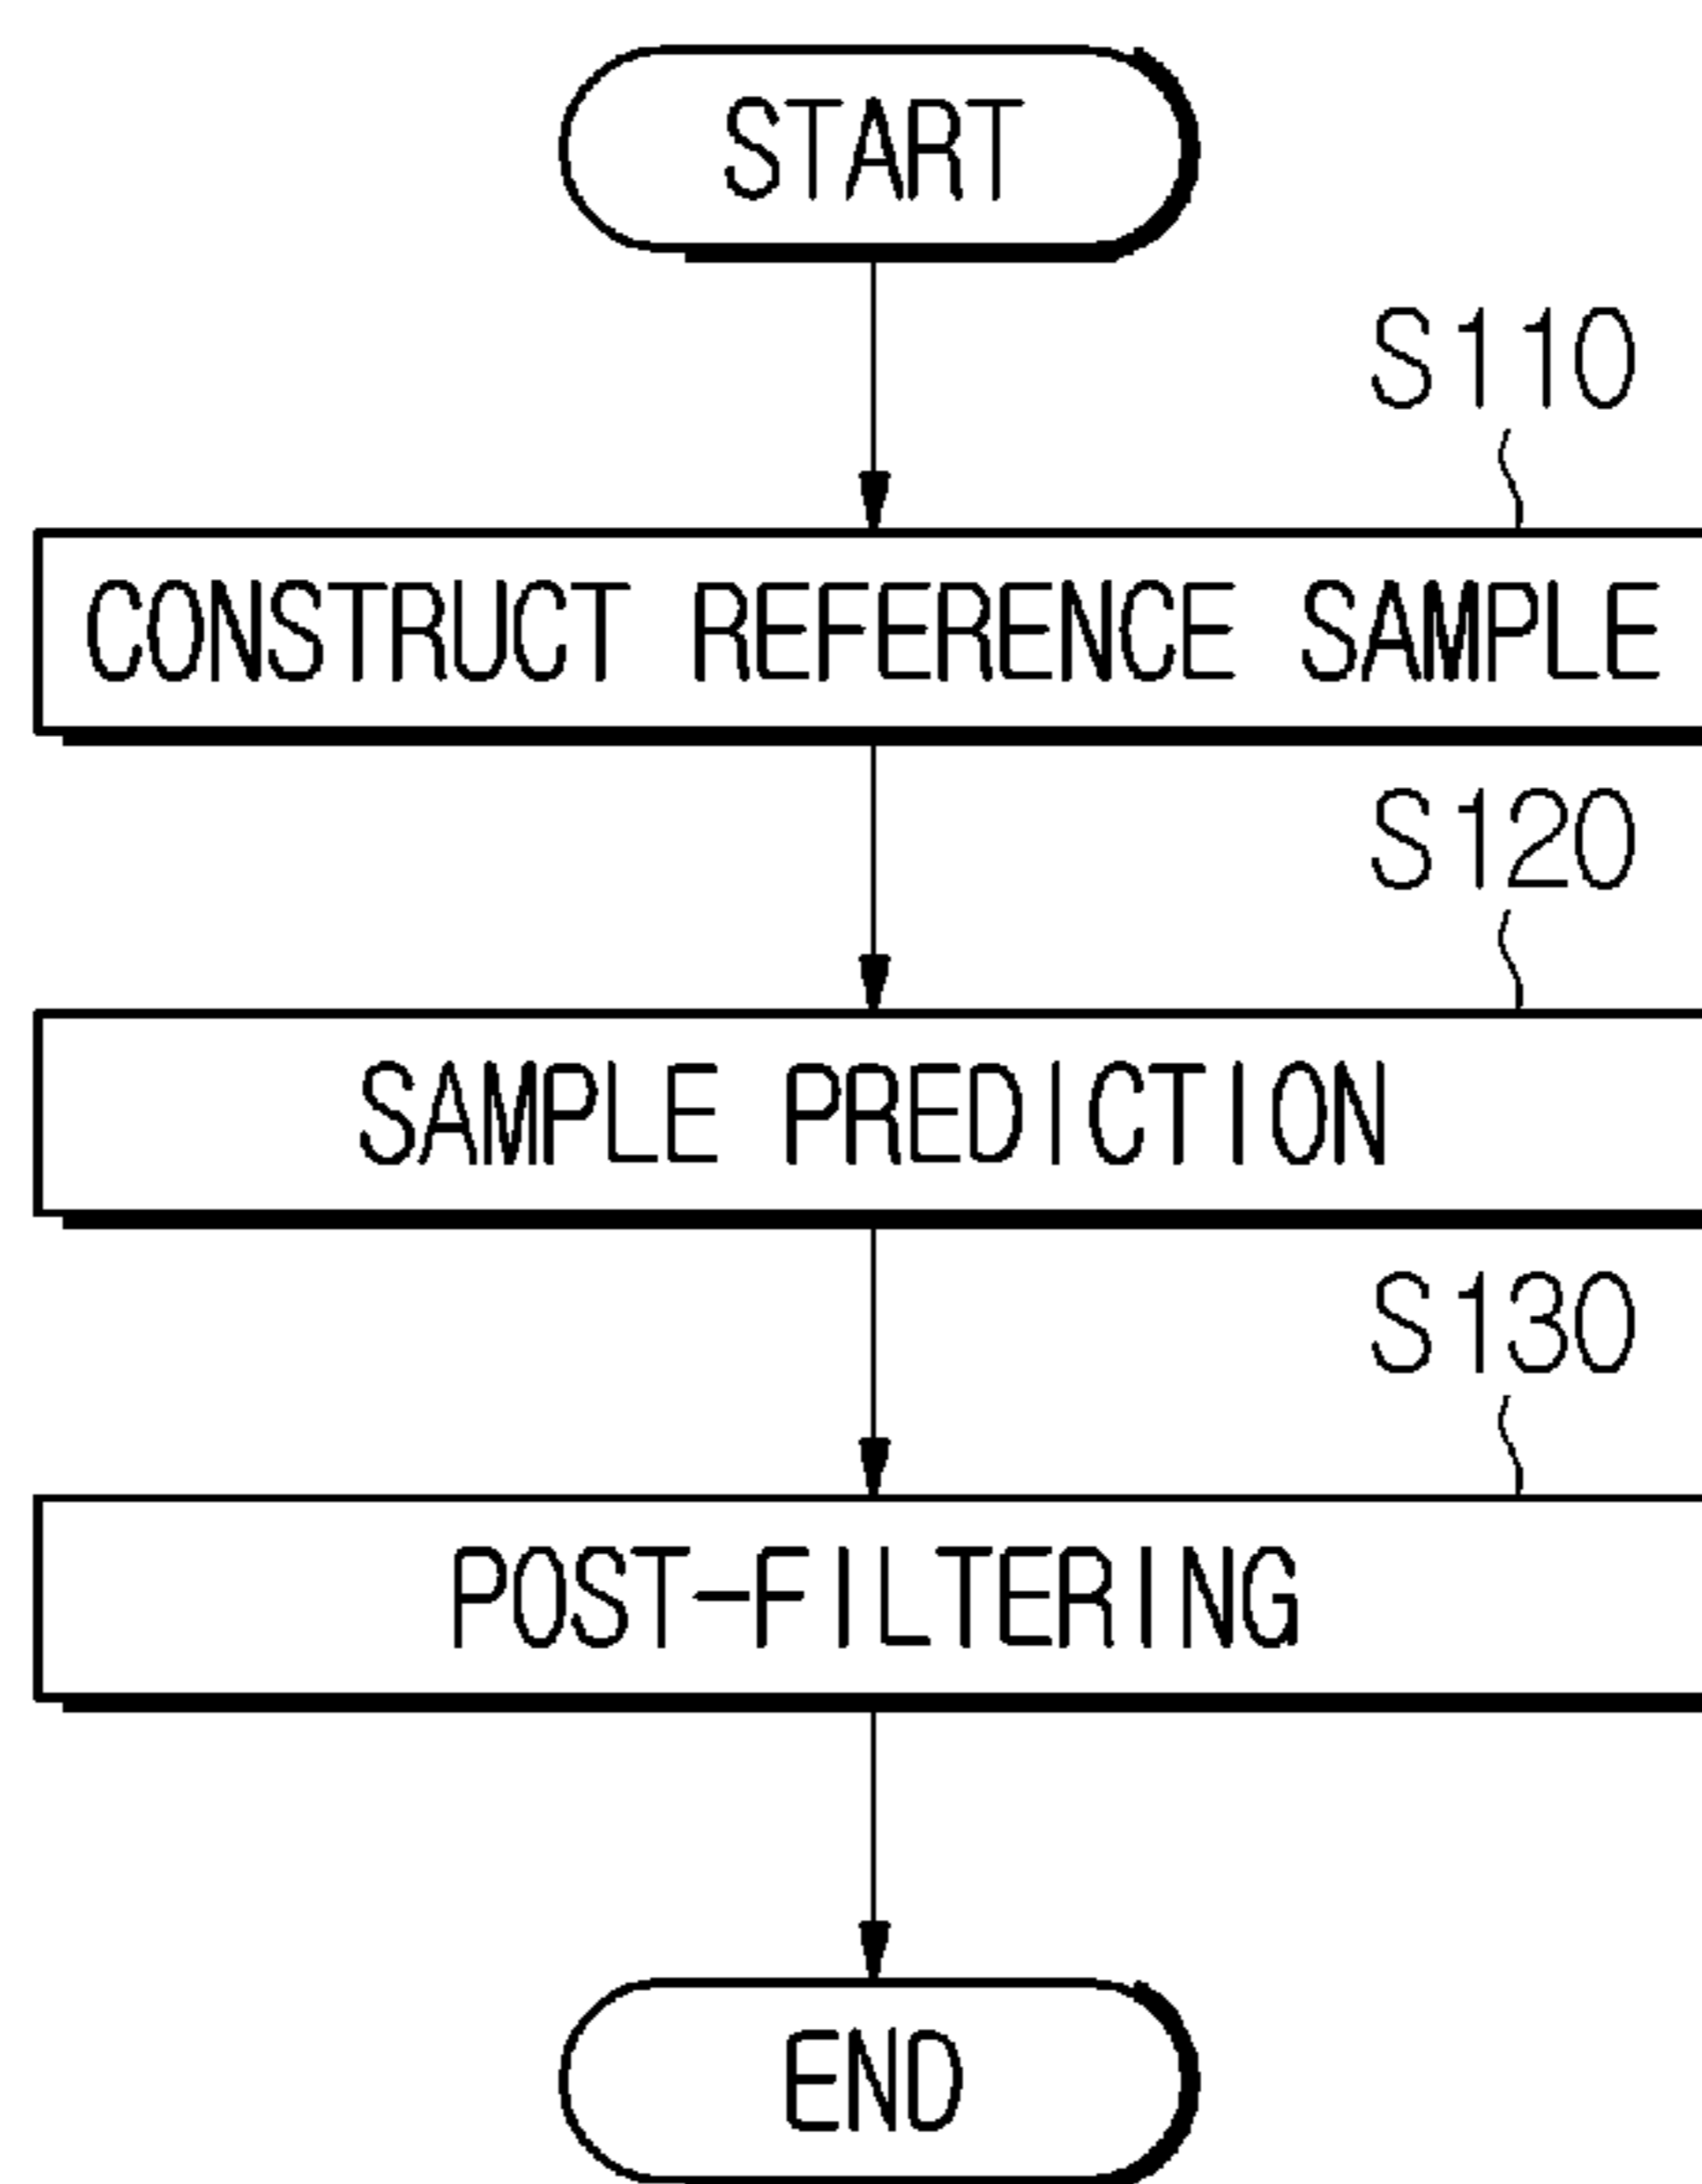 START
S110
CONSTRUCT REFERENCE SAMPLE
S120
SAMPLE PREDICTION
S130
POST-FILTERING
END